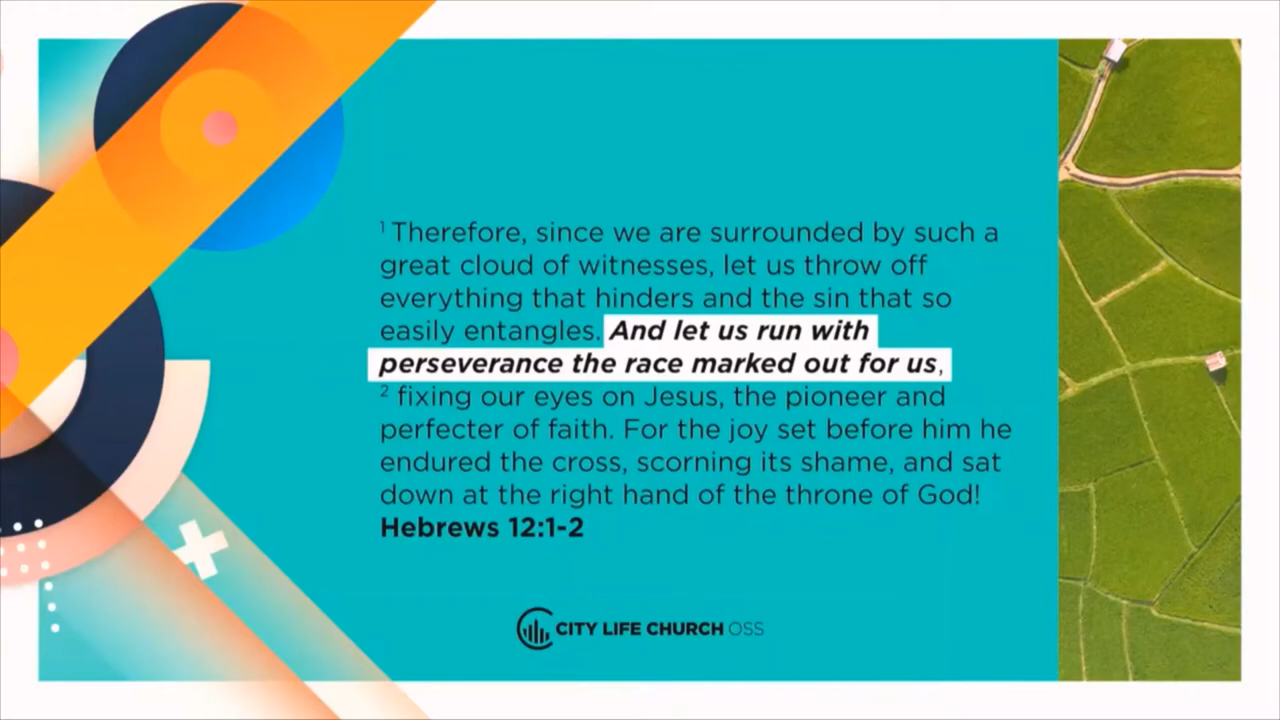 ¹ Therefore, since we are surrounded by such a
great cloud of witnesses, let us throw off
everything that hinders and the sin that so
easily entangles. And let us run with
perseverance the race marked out for us,
² fixing our eyes on Jesus, the pioneer and
perfecter of faith. For the joy set before him he
endured the cross, scorning its shame, and sat
down at the right hand of the throne of God!
Hebrews 12:1-2
CITY LIFE CHURCH OSS